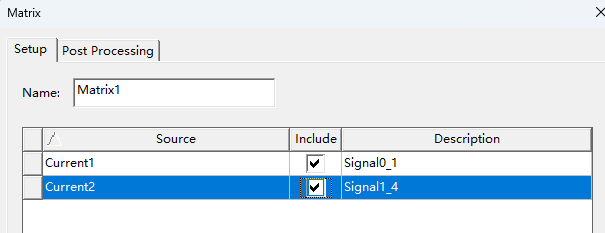 Matrix
Setup Post Processing
Name: Matrix1
Source Include Description
Current1 Signal0_1
Current2 Signal1_4